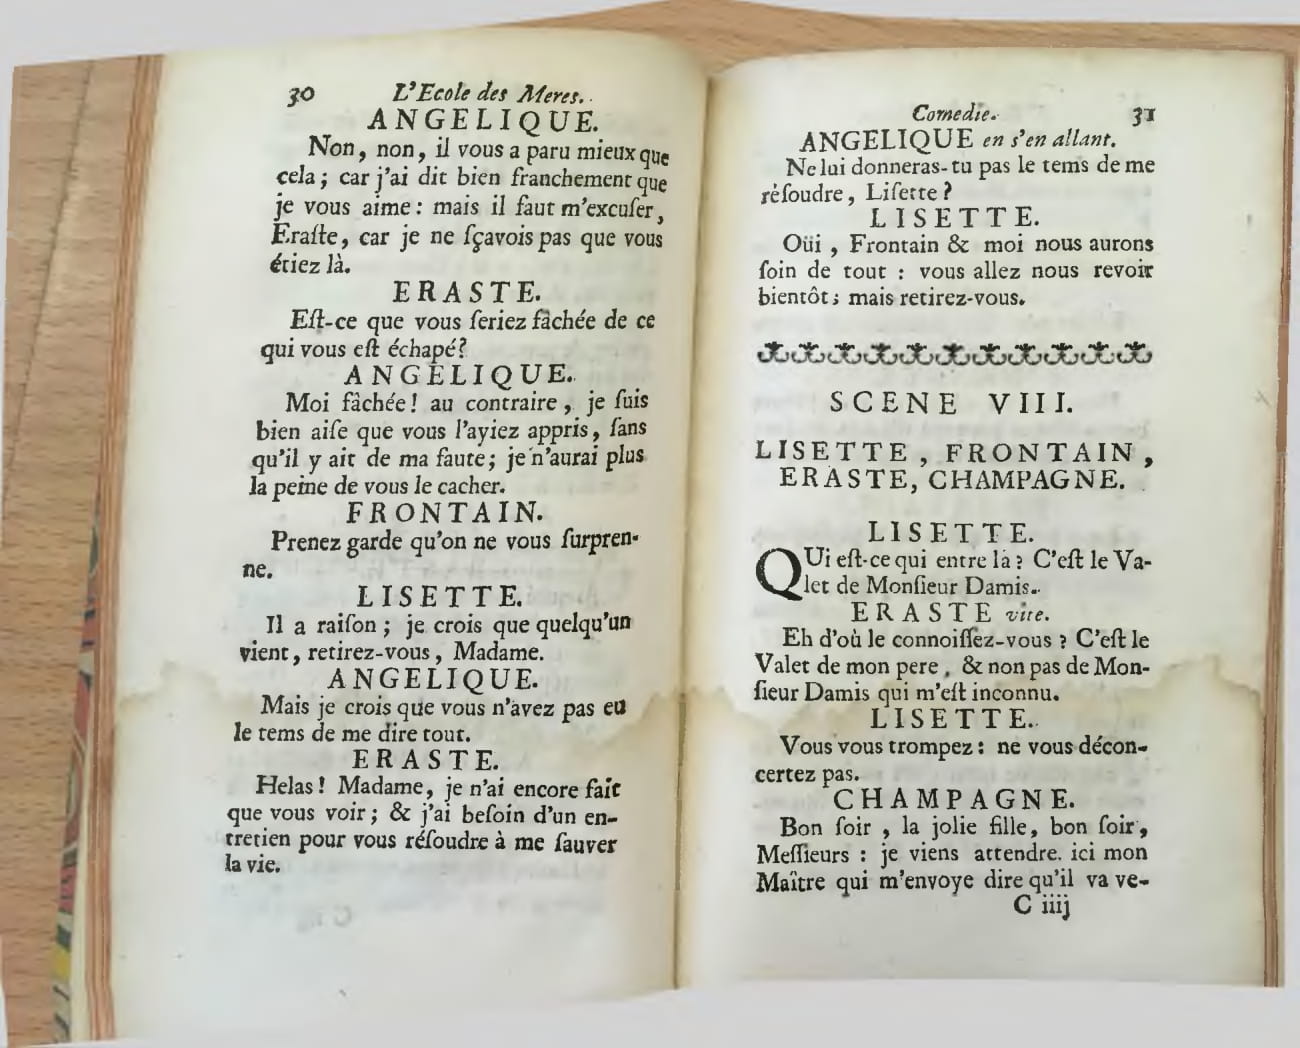 30 L'Ecole des Meres.
ANGELIQUE.
Non, non, il vous a paru mieux que
cela; car j'ai dit bien franchement que
je vous aime: mais il faut m'excuſer,
Eraſte, car je ne ſçavois pas que vous
étiez là.
ERASTE.
Eſt-ce que vous ſeriez fâchée de ce
qui vous eſt échapé?
ANGELIQUE.
Moi fâchée! au contraire, je ſuis
bien aiſe que vous l'ayiez appris, ſans
qu'il y ait de ma faute; je n'aurai plus
la peine de vous le cacher.
FRONTAIN.
Prenez garde qu'on ne vous ſurpren-
ne.
LISETTE.
Il a raiſon; je crois que quelqu'un
vient, retirez-vous, Madame.
ANGELIQUE.
Mais je crois que vous n'avez pas eu
le tems de me dire tout.
ERASTE.
Helas! Madame, je n'ai encore fait
que vous voir; & j'ai beſoin d'un en-
tretien pour vous réſoudre à me ſauver
la vie.
Comedie. 31
ANGELIQUE en s'en allant.
Ne lui donneras-tu pas le tems de me
réſoudre, Liſette?
LISETTE.
Oüi, Frontain & moi nous aurons
ſoin de tout : vous allez nous revoir
bientôt; mais retirez-vous.
SCENE VIII.
LISETTE, FRONTAIN,
ERASTE, CHAMPAGNE.
LISETTE.
QUi eſt-ce qui entre là? C'eſt le Va-
let de Monſieur Damis.
ERASTE vîte.
Eh d'où le connoiſſez-vous? C'eſt le
Valet de mon pere, & non pas de Mon-
ſieur Damis qui m'eſt inconnu.
LISETTE.
Vous vous trompez: ne vous décon-
certez pas.
CHAMPAGNE.
Bon ſoir, la jolie fille, bon ſoir,
Meſſieurs : je viens attendre. ici mon
Maître qui m'envoye dire qu'il va ve-
C iiij